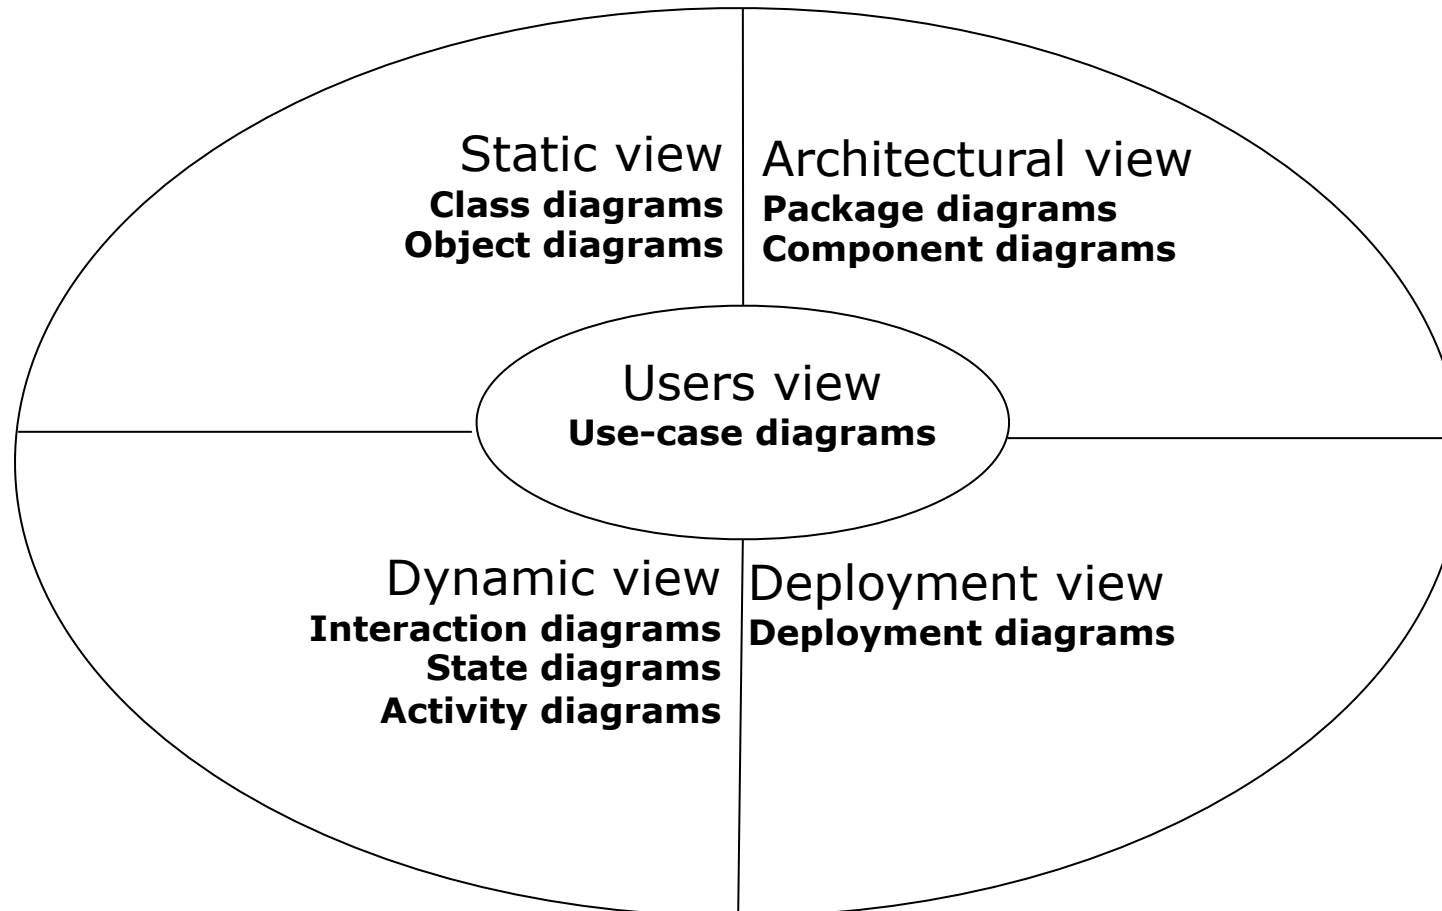 Static view
Class diagrams
Object diagrams
Architectural view
Package diagrams
Component diagrams
Users view
Use-case diagrams
Dynamic view
Interaction diagrams
State diagrams
Activity diagrams
Deployment view
Deployment diagrams